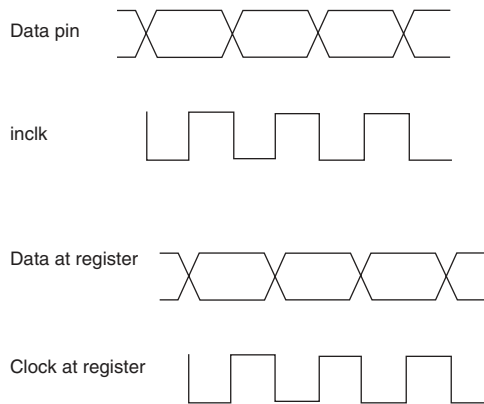 Data pin
inclk
Data at register
Clock at register